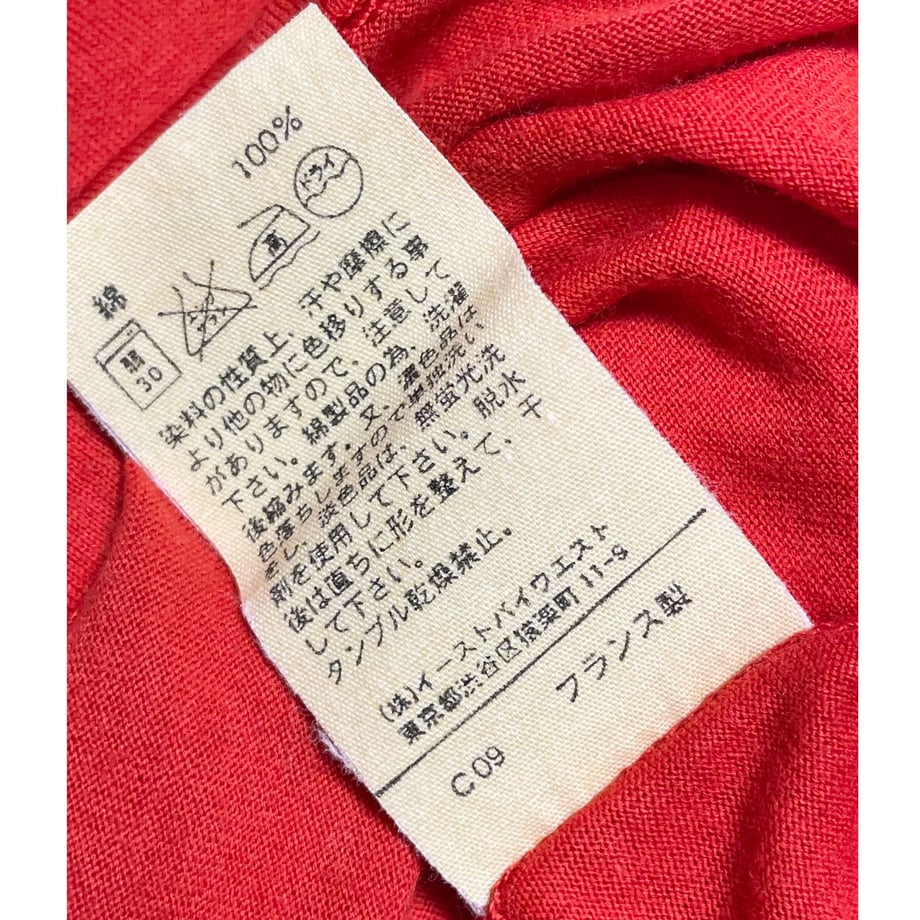 綿 100%
弱 30
高
ドライ
染料の性質上、汗や摩擦に
より他の物に色移りする事
がありますので、注意して
下さい。綿製品の為、洗濯
後縮みます。又、濃色品は
色落ちしますので単独洗い
をし、淡色品は、無蛍光洗
剤を使用して下さい。脱水
後は直ちに形を整えて、干
して下さい。
タンブル乾燥禁止。
(株)イーストバイウエスト
東京都渋谷区猿楽町11-8
C09 フランス製